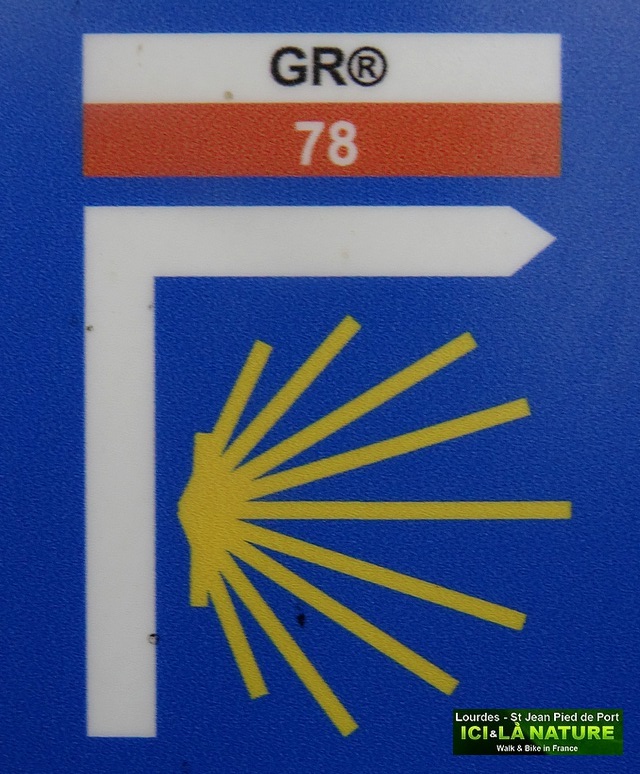 GR®
78
Lourdes - St Jean Pied de Port
ICI&LÀ NATURE
Walk & Bike in France